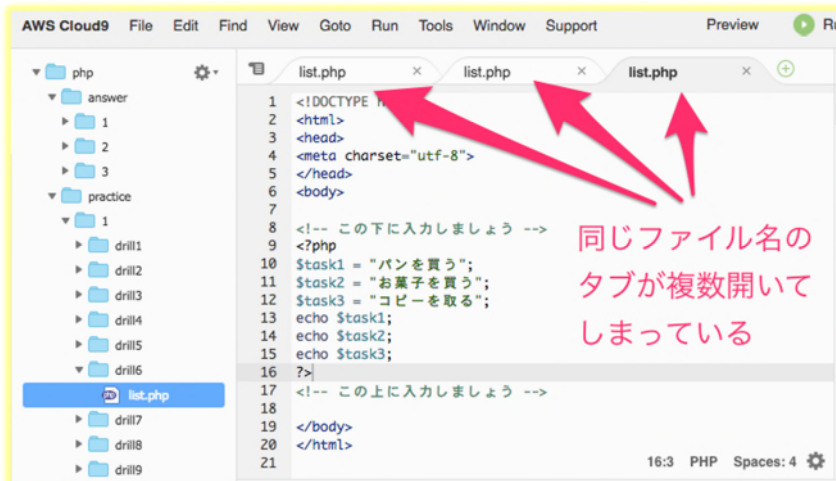 AWS Cloud9 File Edit Find View Goto Run Tools Window Support Preview
php
answer
1
2
3
practice
1
drill1
drill2
drill3
drill4
drill5
drill6
list.php
drill7
drill8
drill9
list.php × list.php × list.php ×
1 <!DOCTYPE
2 <html>
3 <head>
4 <meta charset="utf-8">
5 </head>
6 <body>
7
8 <!-- この下に入力しましょう -->
9 <?php
10 $task1 = "パンを買う";
11 $task2 = "お菓子を買う";
12 $task3 = "コピーを取る";
13 echo $task1;
14 echo $task2;
15 echo $task3;
16 ?>
17 <!-- この上に入力しましょう -->
18
19 </body>
20 </html>
21
同じファイル名の
タブが複数開いて
しまっている
16:3 PHP Spaces: 4